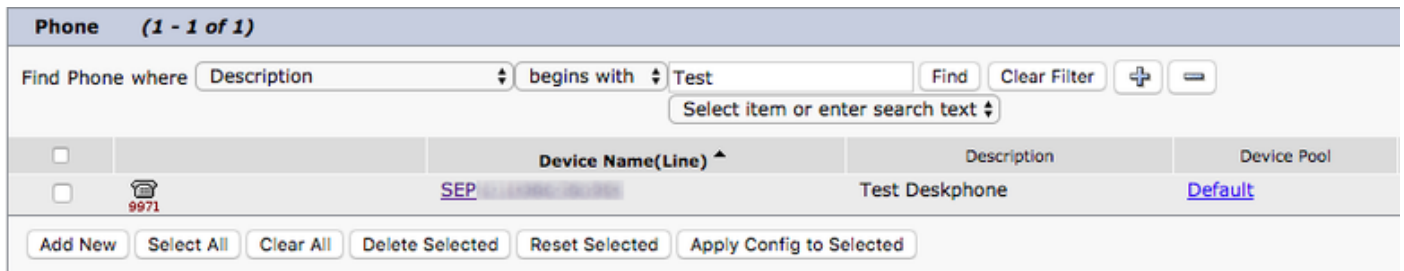 Phone (1 - 1 of 1)
Find Phone where Description begins with Test Find Clear Filter
Select item or enter search text
Device Name(Line) Description Device Pool
9971 SEP Test Deskphone Default
Add New Select All Clear All Delete Selected Reset Selected Apply Config to Selected